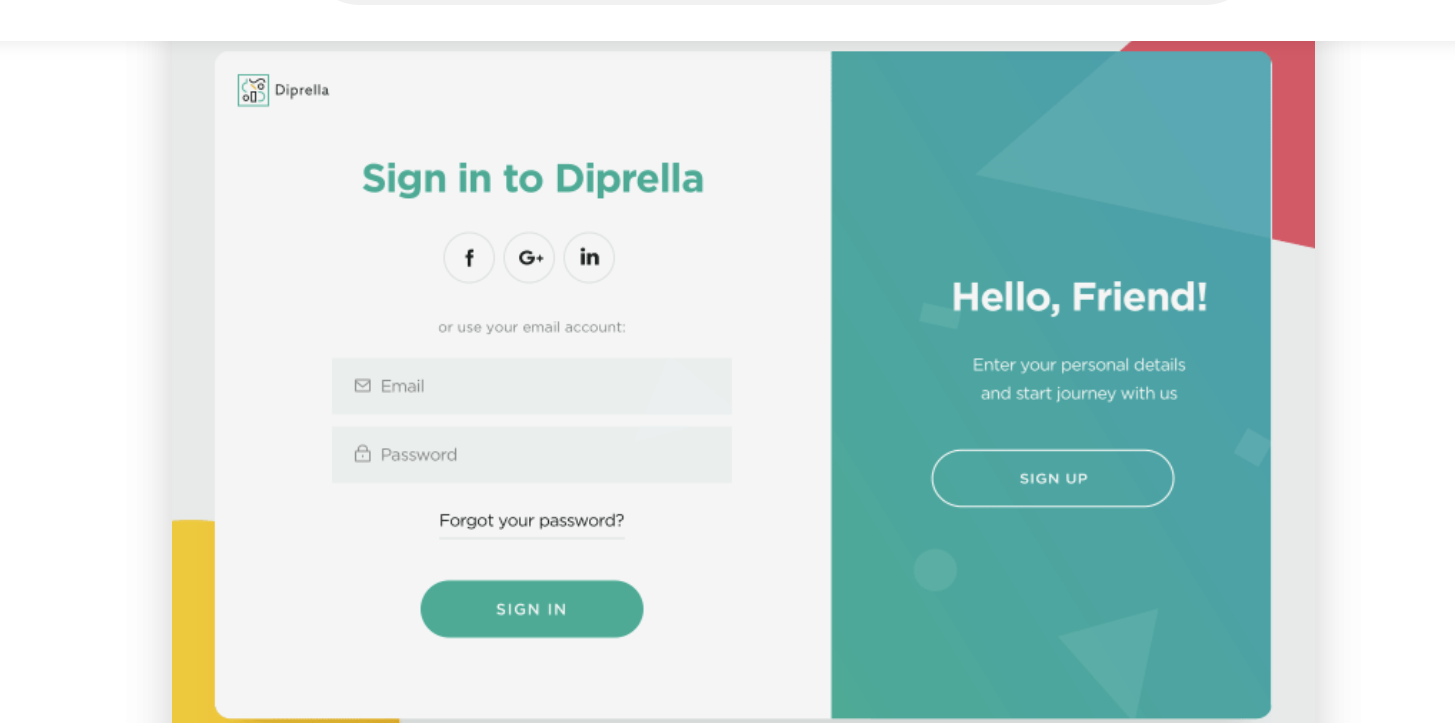 Diprella
Sign in to Diprella
f
G+
in
or use your email account:
Email
Password
Forgot your password?
SIGN IN
Hello, Friend!
Enter your personal details
and start journey with us
SIGN UP